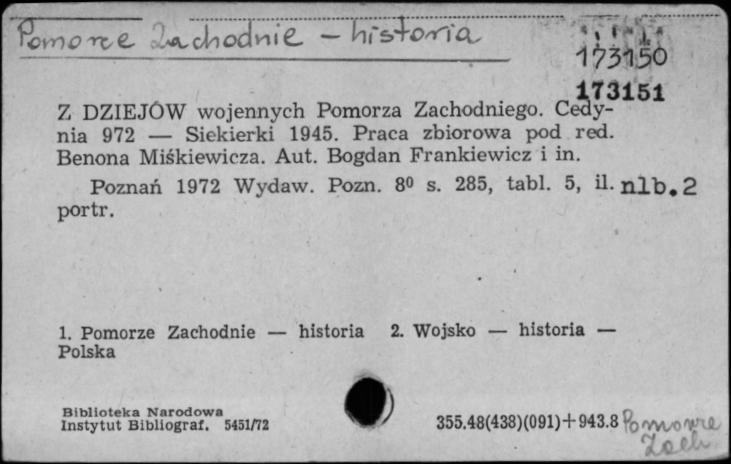 Pomorze Zachodnie – historia
173150
173151
Z DZIEJÓW wojennych Pomorza Zachodniego. Cedy-
nia 972 — Siekierki 1945. Praca zbiorowa pod red.
Benona Miśkiewicza. Aut. Bogdan Frankiewicz i in.
Poznań 1972 Wydaw. Pozn. 8⁰ s. 285, tabl. 5, il. nlb. 2
portr.
1. Pomorze Zachodnie — historia 2. Wojsko — historia —
Polska
Biblioteka Narodowa
Instytut Bibliograf. 5451/72
355.48(438)(091)+943.8 Pomorze
Zach.